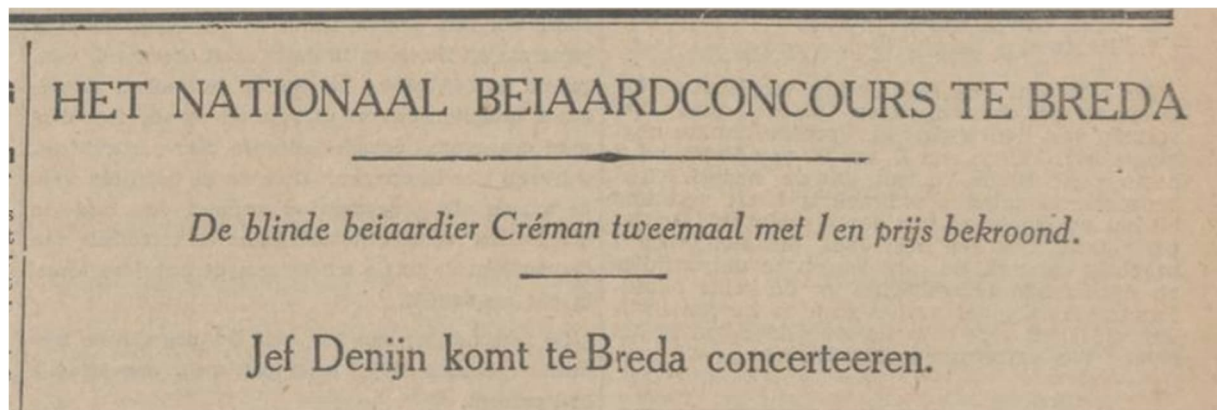 HET NATIONAAL BEIAARDCONCOURS TE BREDA
De blinde beiaardier Créman tweemaal met 1en prijs bekroond.
Jef Denijn komt te Breda concerteeren.